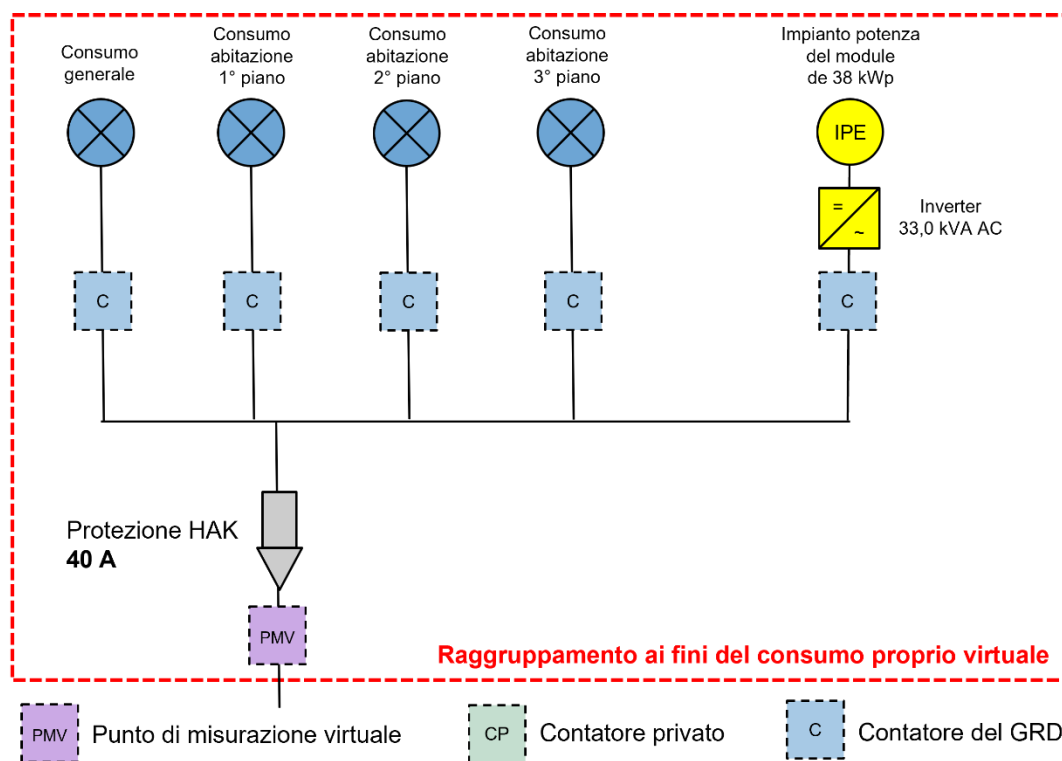 Consumo
generale
Consumo
abitazione
1° piano
Consumo
abitazione
2° piano
Consumo
abitazione
3° piano
Impianto potenza
del module
de 38 kWp
IPE
=
~
Inverter
33,0 kVA AC
C
C
C
C
C
Protezione HAK
40 A
PMV
Raggruppamento ai fini del consumo proprio virtuale
PMV
Punto di misurazione virtuale
CP
Contatore privato
C
Contatore del GRD